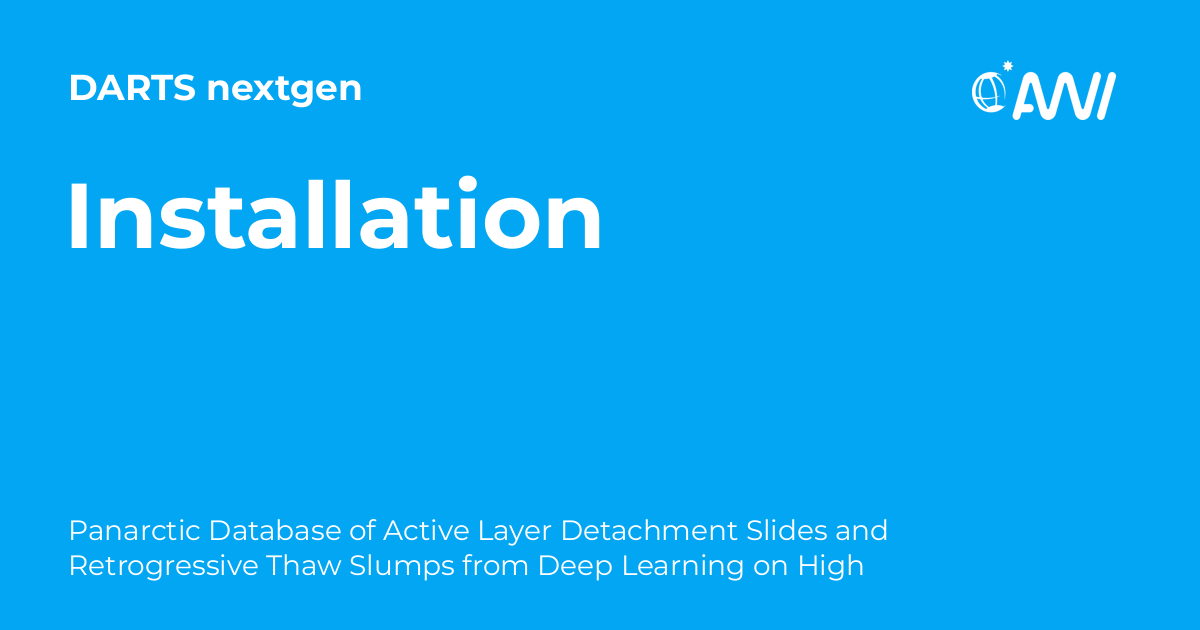 DARTS nextgen
AWI
Installation
Panarctic Database of Active Layer Detachment Slides and
Retrogressive Thaw Slumps from Deep Learning on High